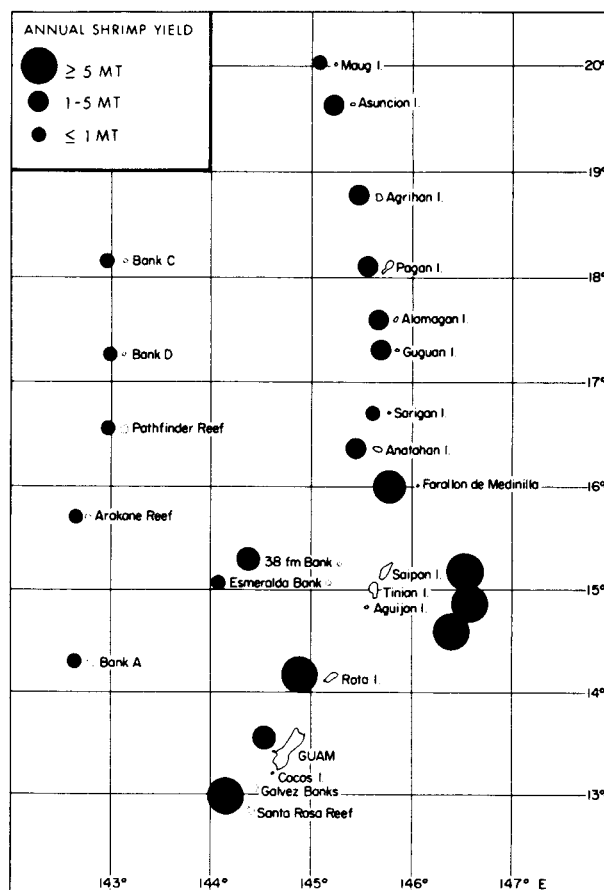 ANNUAL SHRIMP YIELD
≥ 5 MT
1-5 MT
≤ 1 MT
Maug I.
20°
Asuncion I.
19°
Agrihan I.
Bank C
Pagan I.
18°
Alamagan I.
Bank D
Guguan I.
17°
Sarigan I.
Pathfinder Reef
Anatahan I.
Farallon de Medinilla
16°
Arakane Reef
38 fm Bank
Saipan I.
Esmeralda Bank
Tinian I.
15°
Aguijan I.
Bank A
Rota I.
14°
GUAM
Cocos I.
Galvez Banks
13°
Santa Rosa Reef
143° 144° 145° 146° 147° E